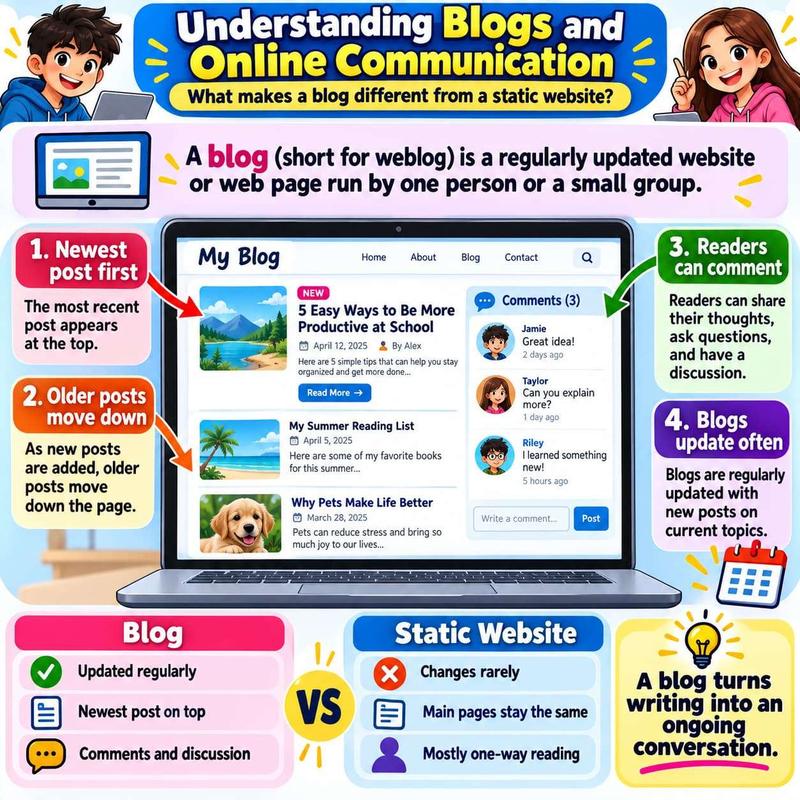 Understanding Blogs and
Online Communication
What makes a blog different from a static website?
A blog (short for weblog) is a regularly updated website
or web page run by one person or a small group.
1. Newest
post first
The most recent
post appears
at the top.
2. Older posts
move down
As new posts
are added, older
posts move
down the page.
My Blog
Home
About
Blog
Contact
NEW
5 Easy Ways to Be More
Productive at School
April 12, 2025
By Alex
Here are 5 simple tips that can help you stay
organized and get more done...
Read More →
My Summer Reading List
April 5, 2025
Here are some of my favorite books
for this summer...
Why Pets Make Life Better
March 28, 2025
Pets can reduce stress and bring so
much joy to our lives...
Comments (3)
Jamie
Great idea!
2 days ago
Taylor
Can you explain
more?
1 day ago
Riley
I learned something
new!
5 hours ago
Write a comment...
Post
3. Readers
can comment
Readers can share
their thoughts,
ask questions,
and have a
discussion.
4. Blogs
update often
Blogs are regularly
updated with
new posts on
current topics.
Blog
Updated regularly
Newest post on top
Comments and discussion
VS
Static Website
Changes rarely
Main pages stay the same
Mostly one-way reading
A blog turns
writing into an
ongoing
conversation.